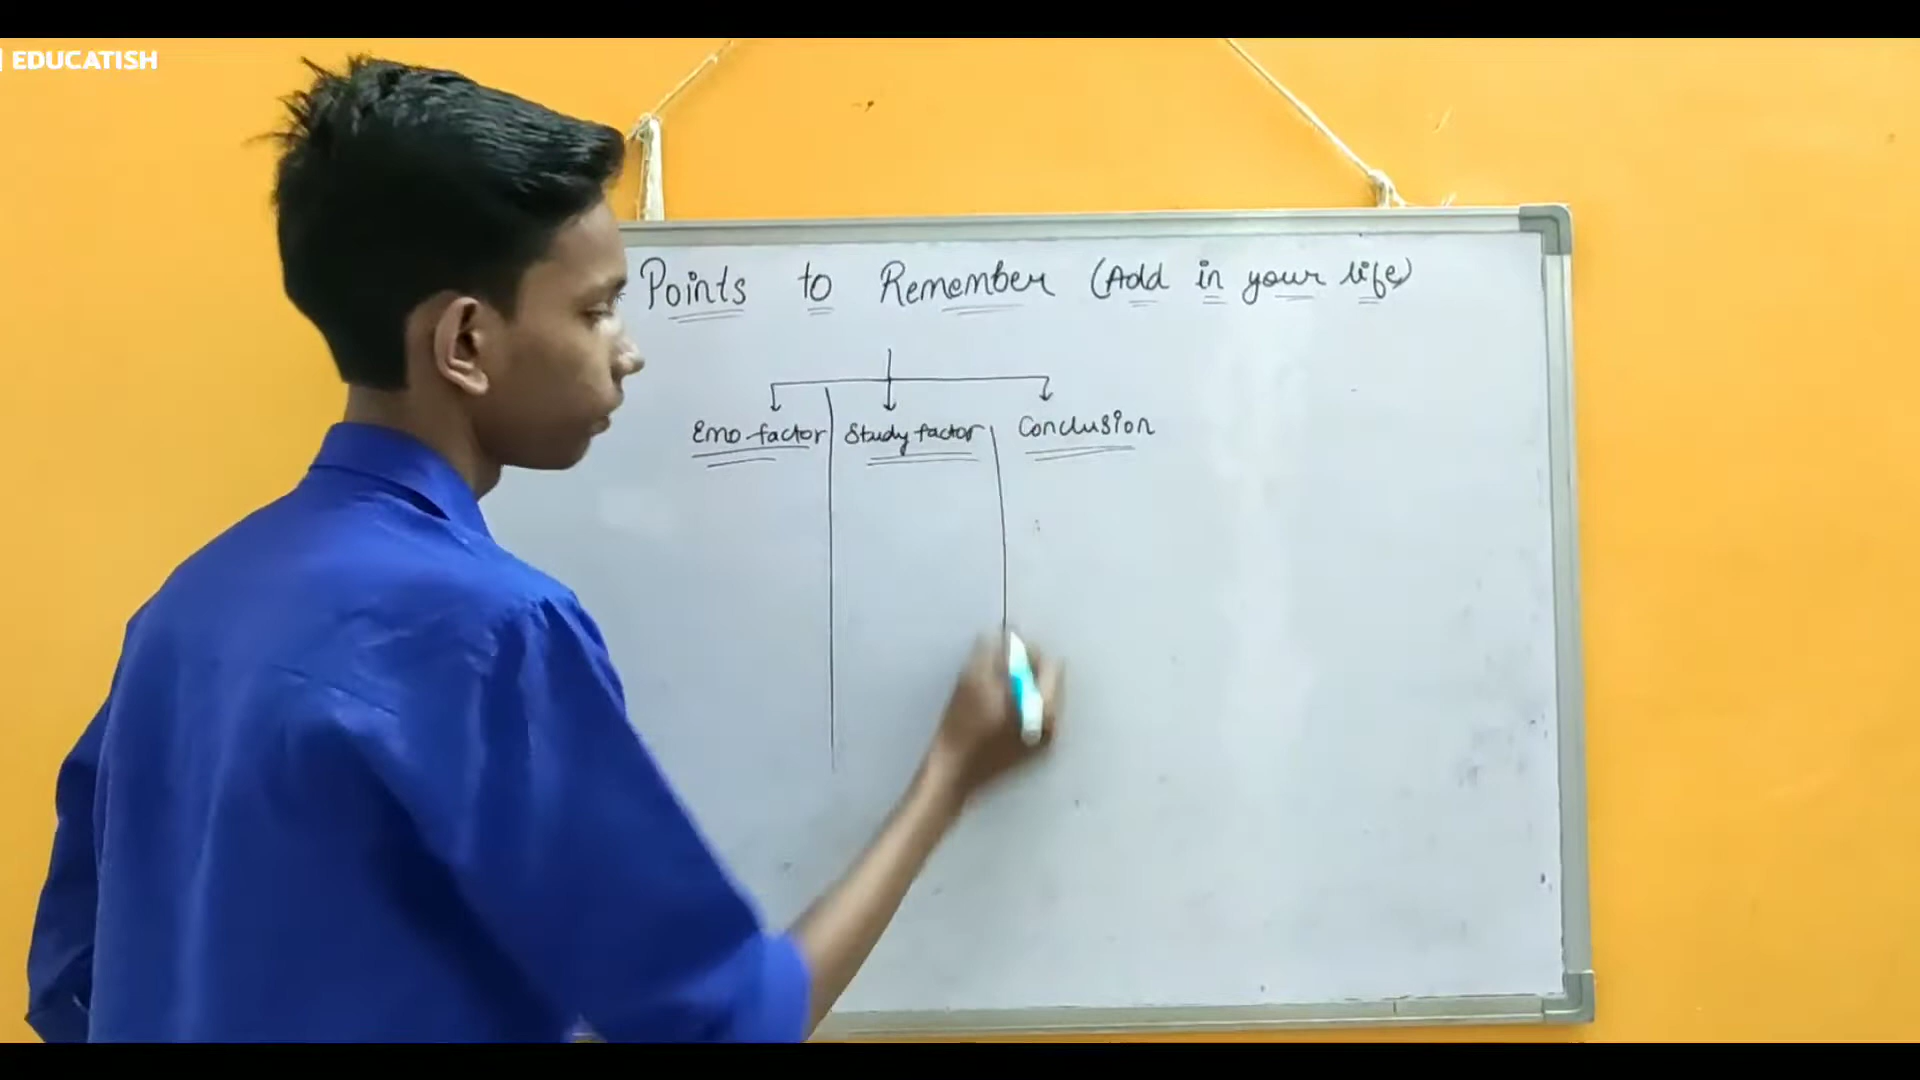 EDUCATISH
Points to Remember (Add in your life)
Emo factor Study factor Conclusion